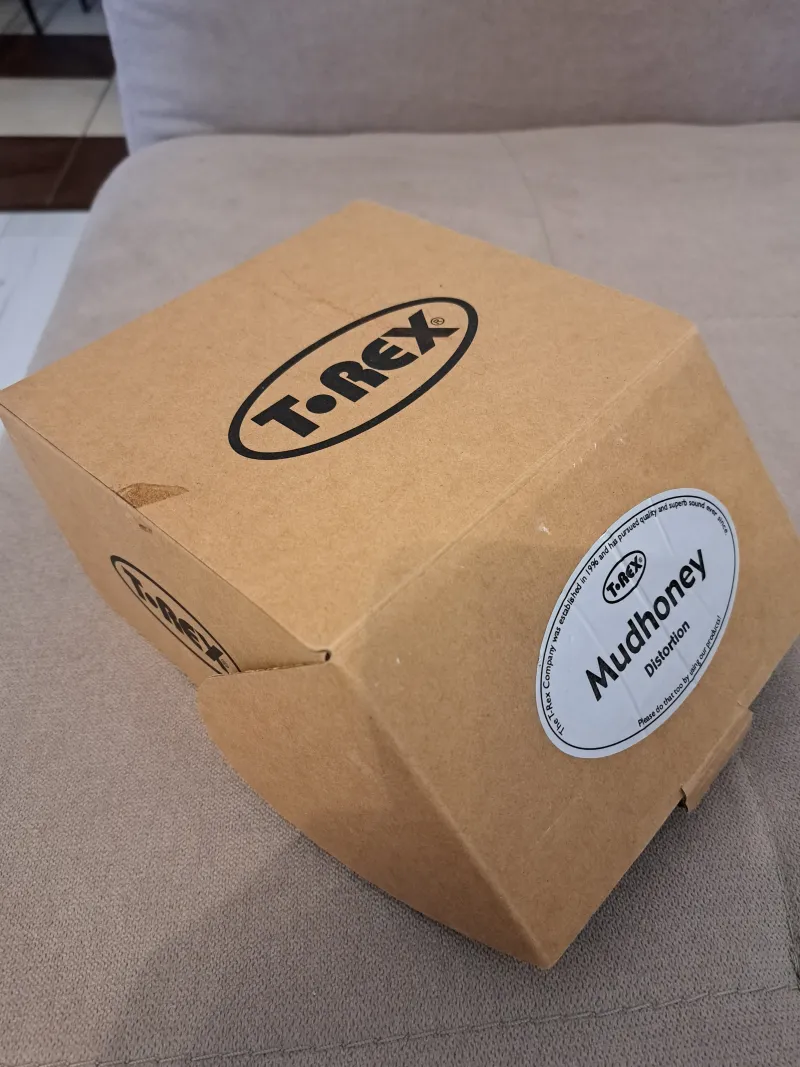 T•REX®
T•REX®
The T-Rex Company was established in 1996 and has pursued quality and superb sound ever since.
T•REX®
Mudhoney
Distortion
Please do that too by using our products!